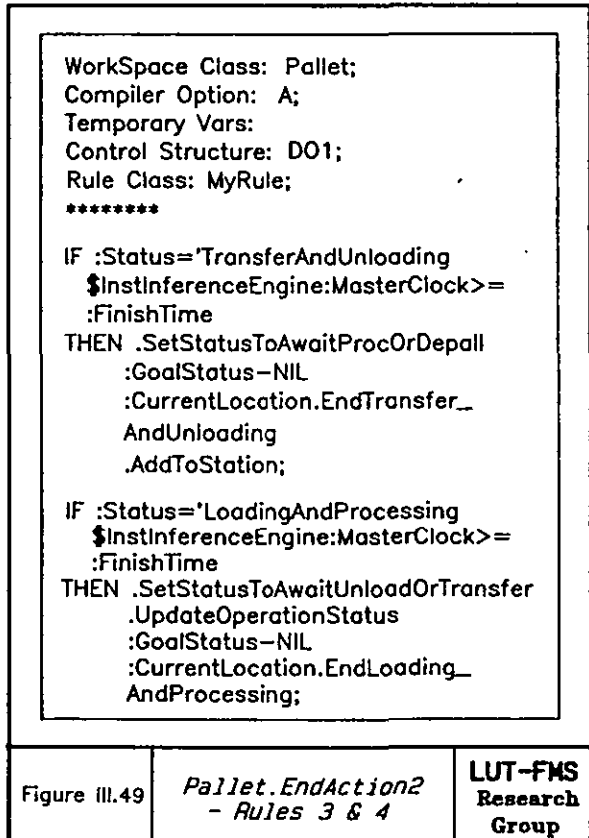 WorkSpace Class: Pallet;
Compiler Option: A;
Temporary Vars:
Control Structure: DO1;
Rule Class: MyRule;
********
IF :Status='TransferAndUnloading
$InstInferenceEngine:MasterClock>=
:FinishTime
THEN .SetStatusToAwaitProcOrDepall
:GoalStatus-NIL
:CurrentLocation.EndTransfer_
AndUnloading
.AddToStation;
IF :Status='LoadingAndProcessing
$InstInferenceEngine:MasterClock>=
:FinishTime
THEN .SetStatusToAwaitUnloadOrTransfer
.UpdateOperationStatus
:GoalStatus-NIL
:CurrentLocation.EndLoading_
AndProcessing;
Figure III.49
Pallet.EndAction2
- Rules 3 & 4
LUT-FMS
Research
Group